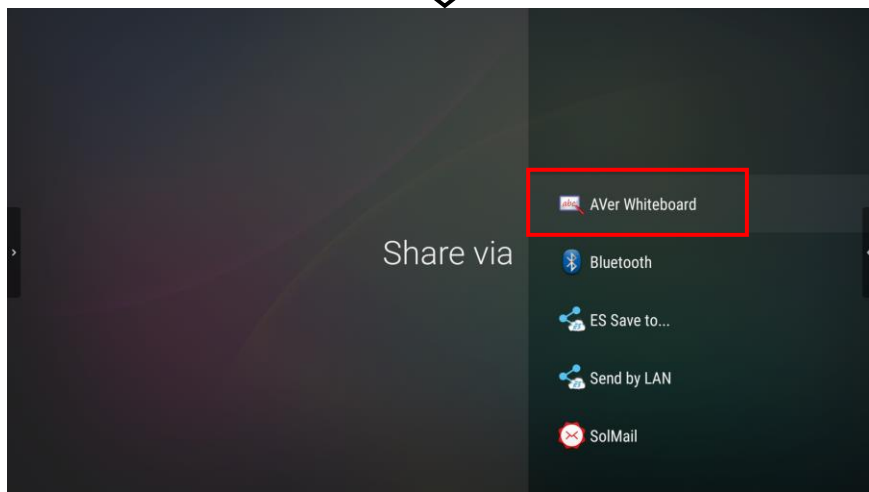 AVer Whiteboard
Share via
Bluetooth
ES Save to...
Send by LAN
SolMail